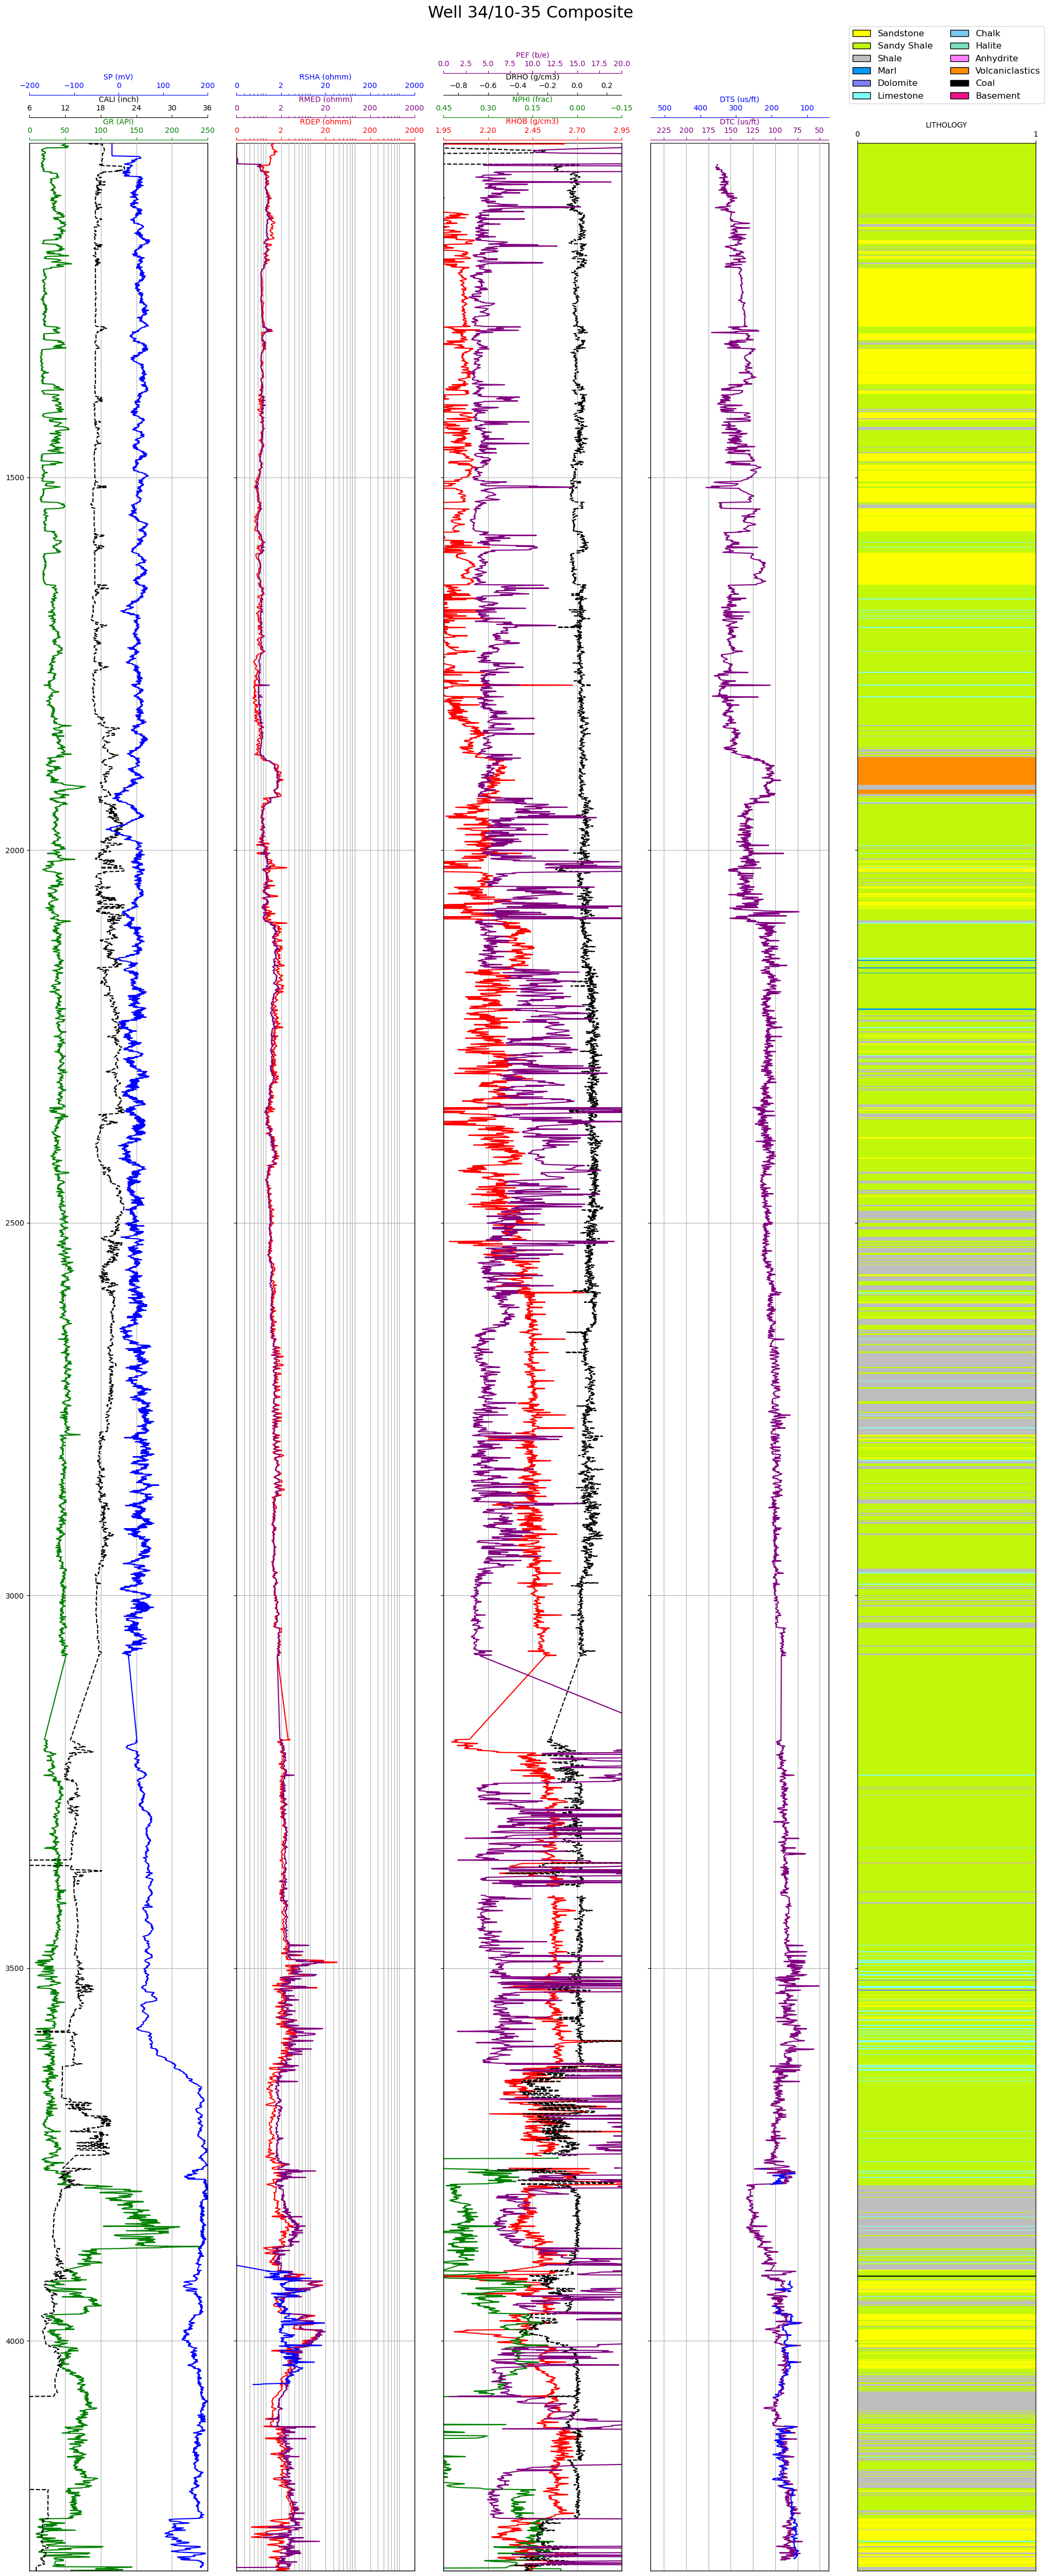 Well 34/10-35 Composite
Sandstone Chalk
Sandy Shale Halite
Shale Anhydrite
Marl Volcaniclastics
Dolomite Coal
Limestone Basement
PEF (b/e)
0.0 2.5 5.0 7.5 10.0 12.5 15.0 17.5 20.0
SP (mV) RSHA (ohmm) DRHO (g/cm3) DTS (us/ft)
−200 −100 0 100 200 0 2 20 200 2000 −0.8 −0.6 −0.4 −0.2 0.0 0.2 500 400 300 200 100
CALI (inch) RMED (ohmm) NPHI (frac) DTC (us/ft)
6 12 18 24 30 36 0 2 20 200 2000 0.45 0.30 0.15 0.00 −0.15 225 200 175 150 125 100 75 50
GR (API) RDEP (ohmm) RHOB (g/cm3) LITHOLOGY
0 50 100 150 200 250 0 2 20 200 2000 1.95 2.20 2.45 2.70 2.95 0 1
1500
2000
2500
3000
3500
4000